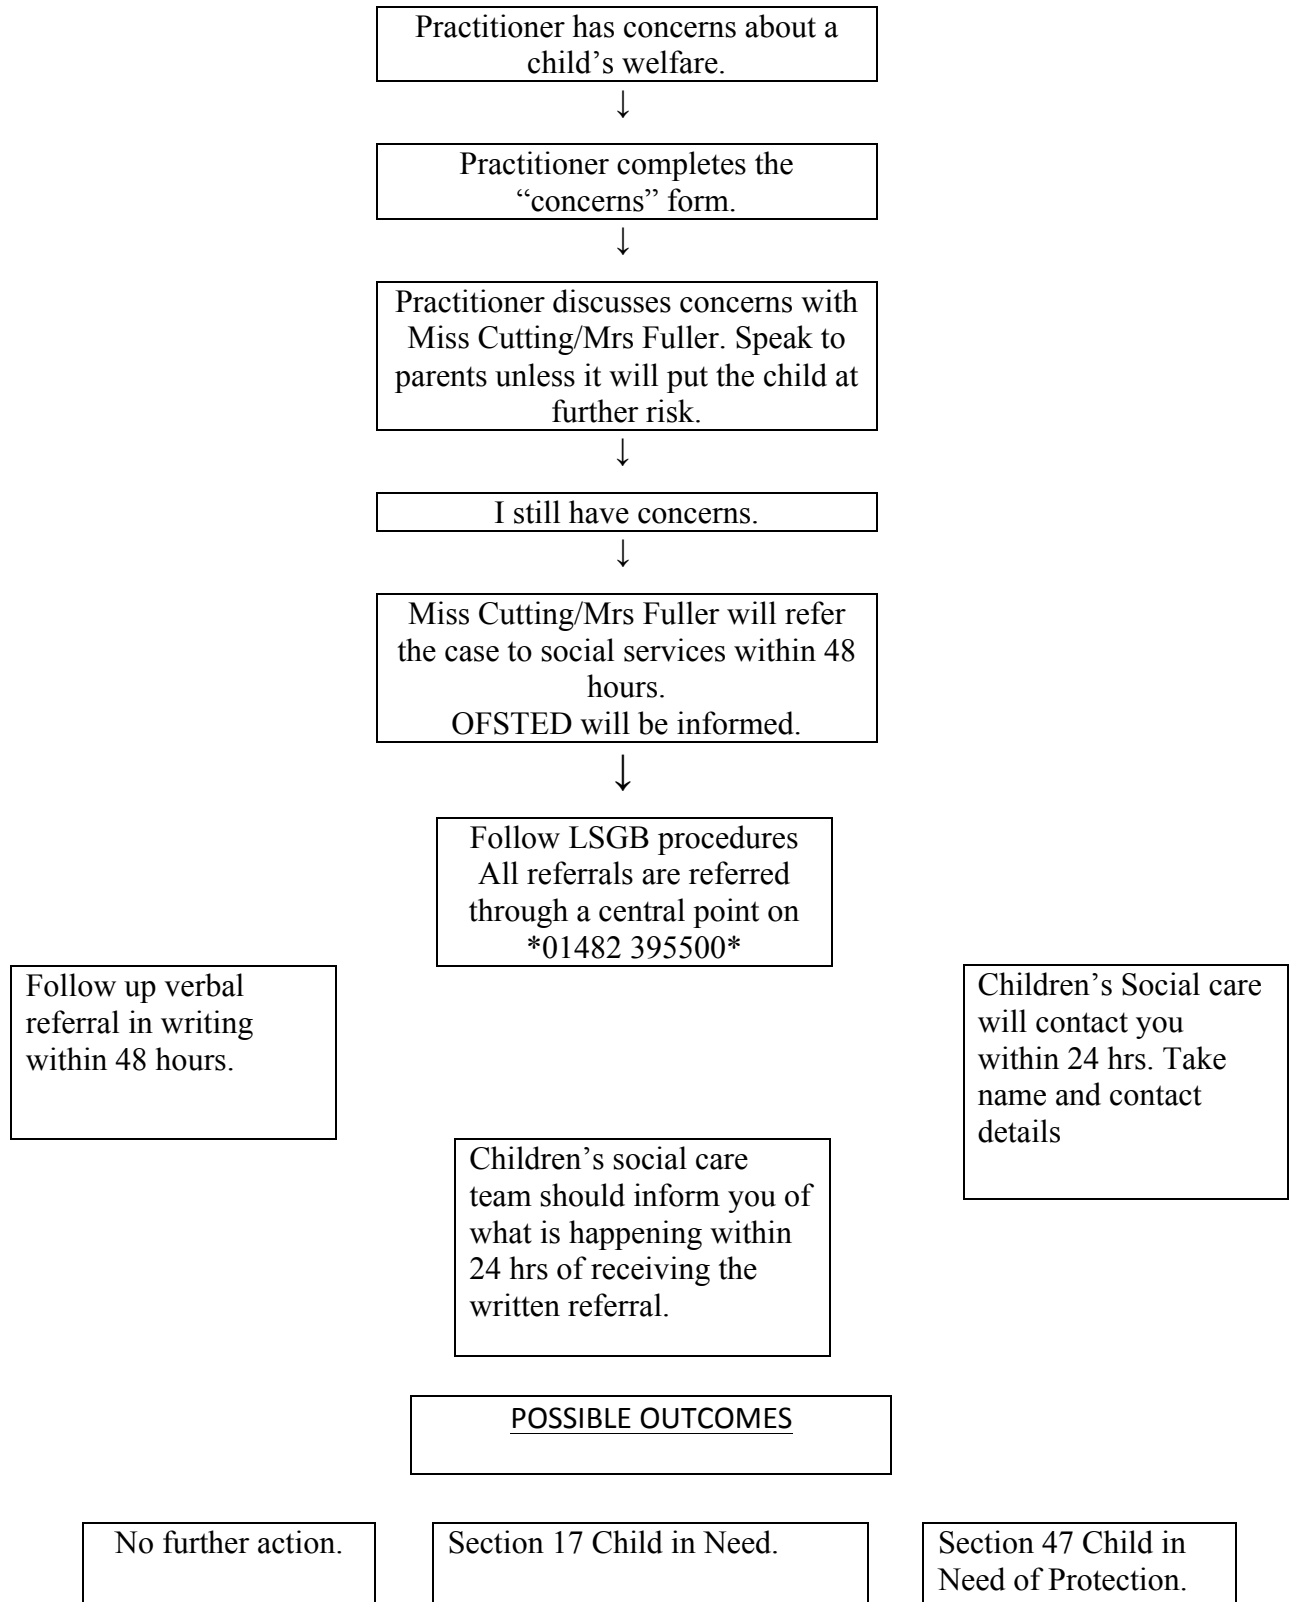 Practitioner has concerns about a
child’s welfare.
↓
Practitioner completes the
“concerns” form.
↓
Practitioner discusses concerns with
Miss Cutting/Mrs Fuller. Speak to
parents unless it will put the child at
further risk.
↓
I still have concerns.
↓
Miss Cutting/Mrs Fuller will refer
the case to social services within 48
hours.
OFSTED will be informed.
↓
Follow LSGB procedures
All referrals are referred
through a central point on
*01482 395500*
Follow up verbal
referral in writing
within 48 hours.
Children’s Social care
will contact you
within 24 hrs. Take
name and contact
details
Children’s social care
team should inform you of
what is happening within
24 hrs of receiving the
written referral.
POSSIBLE OUTCOMES
No further action.
Section 17 Child in Need.
Section 47 Child in
Need of Protection.